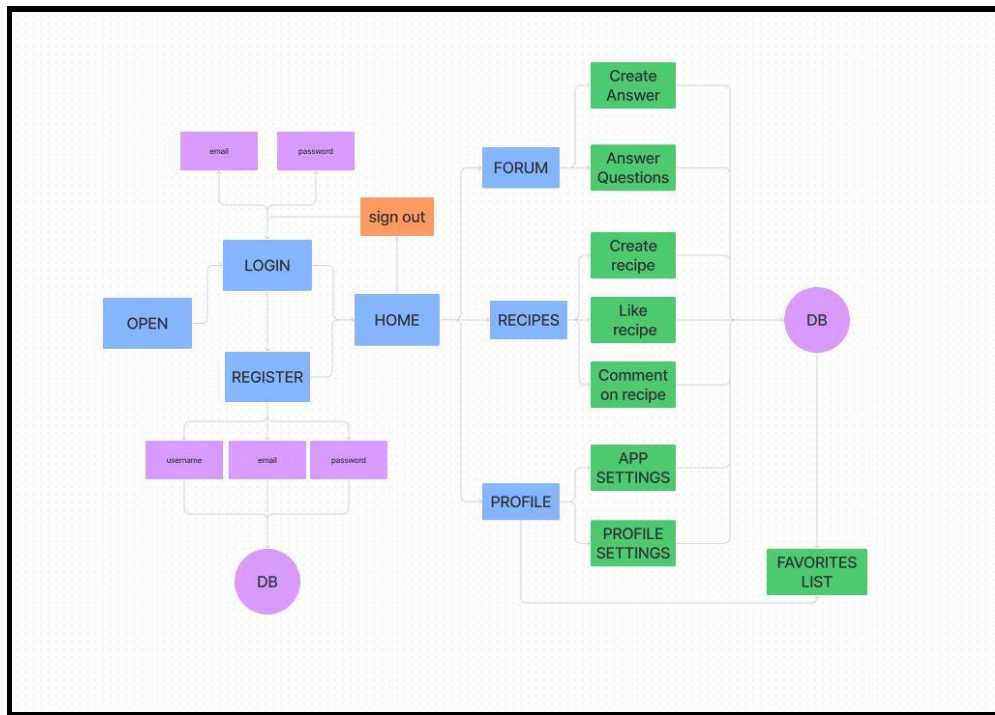 Create
Answer
email
password
FORUM
Answer
Questions
sign out
LOGIN
Create
recipe
OPEN
HOME
RECIPES
Like
recipe
DB
REGISTER
Comment
on recipe
username
email
password
APP
SETTINGS
PROFILE
PROFILE
SETTINGS
DB
FAVORITES
LIST